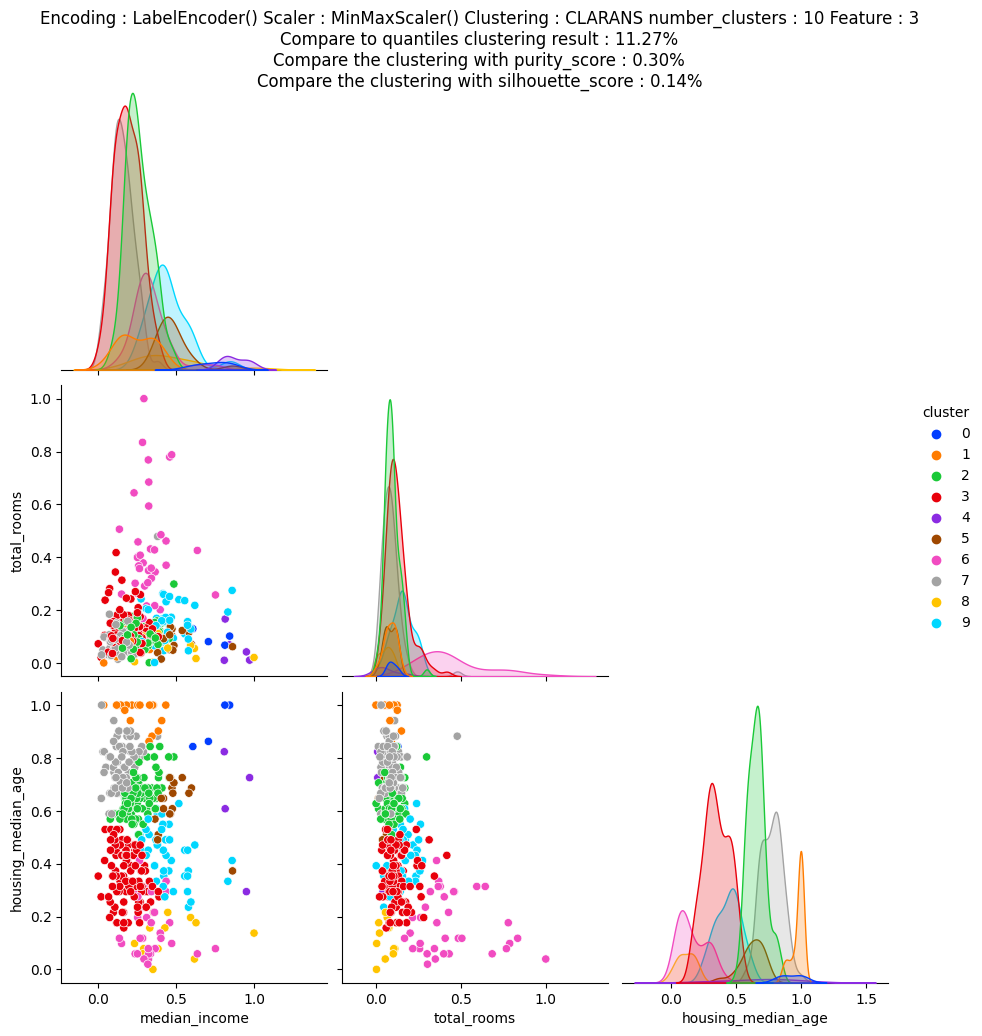 Encoding : LabelEncoder() Scaler : MinMaxScaler() Clustering : CLARANS number_clusters : 10 Feature : 3
Compare to quantiles clustering result : 11.27%
Compare the clustering with purity_score : 0.30%
Compare the clustering with silhouette_score : 0.14%
1.0
0.8
0.6
0.4
0.2
0.0
total_rooms
cluster
0
1
2
3
4
5
6
7
8
9
1.0
0.8
0.6
0.4
0.2
0.0
housing_median_age
0.0 0.5 1.0
median_income
0.0 0.5 1.0
total_rooms
0.0 0.5 1.0 1.5
housing_median_age